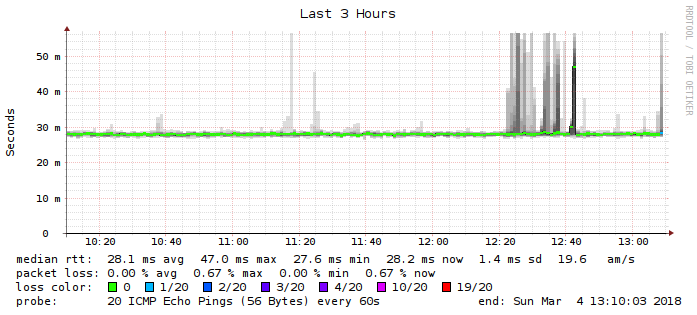 Last 3 Hours
RRDTOOL / TOBI OETIKER
Seconds
50 m
40 m
30 m
20 m
10 m
0
10:20 10:40 11:00 11:20 11:40 12:00 12:20 12:40 13:00
median rtt: 28.1 ms avg 47.0 ms max 27.6 ms min 28.2 ms now 1.4 ms sd 19.6 am/s
packet loss: 0.00 % avg 0.67 % max 0.00 % min 0.67 % now
loss color: 0 1/20 2/20 3/20 4/20 10/20 19/20
probe: 20 ICMP Echo Pings (56 Bytes) every 60s end: Sun Mar 4 13:10:03 2018